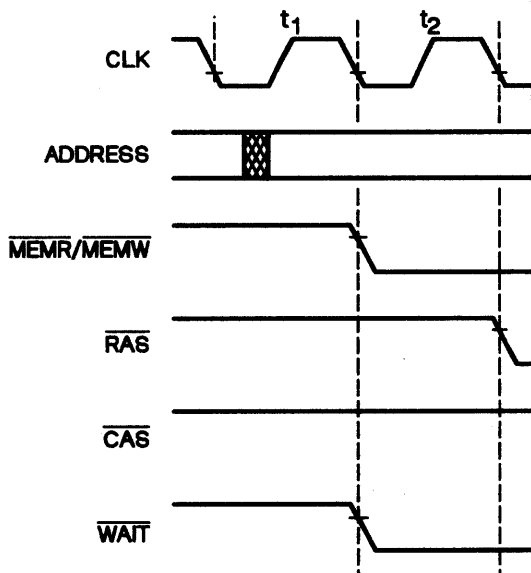 t1 t2
CLK
ADDRESS
MEMR/MEMW
RAS
CAS
WAIT